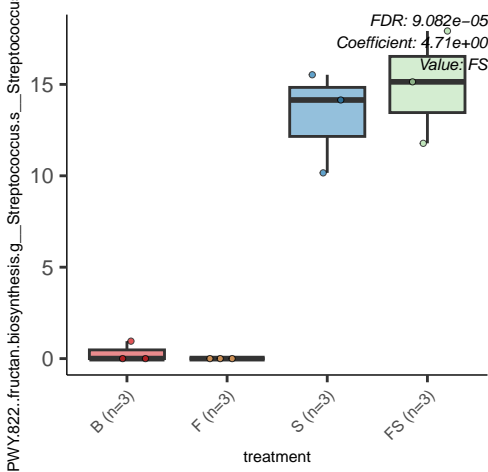 FDR: 9.082e−05
Coefficient: 4.71e+00
Value: FS
PWY.822..fructan.biosynthesis.g__Streptococcus.s__Streptococcu
15
10
5
0
B (n=3)
F (n=3)
S (n=3)
FS (n=3)
treatment